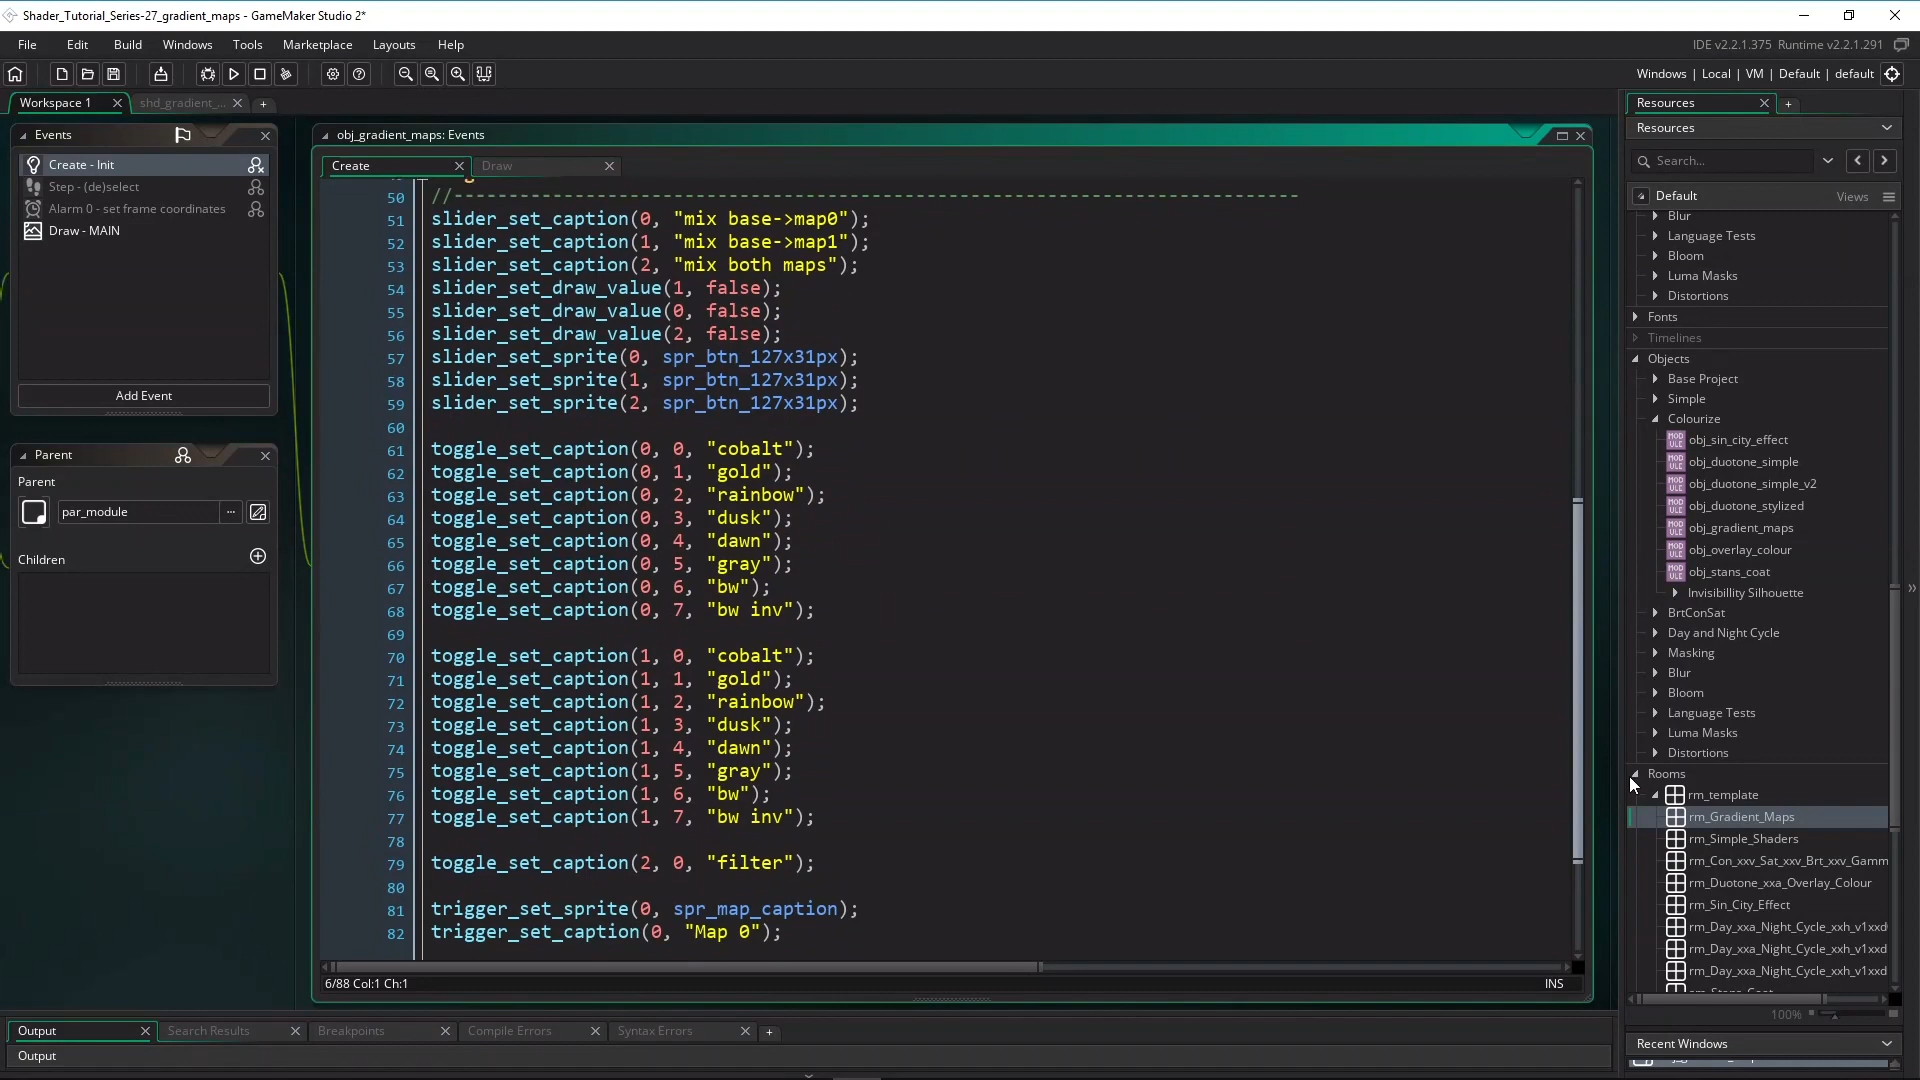 Shader_Tutorial_Series-27_gradient_maps - GameMaker Studio 2*
File Edit Build Windows Tools Marketplace Layouts Help
IDE v2.2.1.375 Runtime v2.2.1.291
Windows | Local | VM | Default | default
Workspace 1
shd_gradient_...
Events
Create - Init
Step - (de)select
Alarm 0 - set frame coordinates
Draw - MAIN
Add Event
Parent
Parent
par_module
...
Children
obj_gradient_maps: Events
Create
Draw
50 //------------------------------------------------------------------------------
51 slider_set_caption(0, "mix base->map0");
52 slider_set_caption(1, "mix base->map1");
53 slider_set_caption(2, "mix both maps");
54 slider_set_draw_value(1, false);
55 slider_set_draw_value(0, false);
56 slider_set_draw_value(2, false);
57 slider_set_sprite(0, spr_btn_127x31px);
58 slider_set_sprite(1, spr_btn_127x31px);
59 slider_set_sprite(2, spr_btn_127x31px);
60
61 toggle_set_caption(0, 0, "cobalt");
62 toggle_set_caption(0, 1, "gold");
63 toggle_set_caption(0, 2, "rainbow");
64 toggle_set_caption(0, 3, "dusk");
65 toggle_set_caption(0, 4, "dawn");
66 toggle_set_caption(0, 5, "gray");
67 toggle_set_caption(0, 6, "bw");
68 toggle_set_caption(0, 7, "bw inv");
69
70 toggle_set_caption(1, 0, "cobalt");
71 toggle_set_caption(1, 1, "gold");
72 toggle_set_caption(1, 2, "rainbow");
73 toggle_set_caption(1, 3, "dusk");
74 toggle_set_caption(1, 4, "dawn");
75 toggle_set_caption(1, 5, "gray");
76 toggle_set_caption(1, 6, "bw");
77 toggle_set_caption(1, 7, "bw inv");
78
79 toggle_set_caption(2, 0, "filter");
80
81 trigger_set_sprite(0, spr_map_caption);
82 trigger_set_caption(0, "Map 0");
6/88 Col:1 Ch:1
INS
Output
Search Results
Breakpoints
Compile Errors
Syntax Errors
Output
Resources
Resources
Search...
Default
Views
Blur
Language Tests
Bloom
Luma Masks
Distortions
Fonts
Timelines
Objects
Base Project
Simple
Colourize
obj_sin_city_effect
obj_duotone_simple
obj_duotone_simple_v2
obj_duotone_stylized
obj_gradient_maps
obj_overlay_colour
obj_stans_coat
Invisibillity Silhouette
BrtConSat
Day and Night Cycle
Masking
Blur
Bloom
Language Tests
Luma Masks
Distortions
Rooms
rm_template
rm_Gradient_Maps
rm_Simple_Shaders
rm_Con_xxv_Sat_xxv_Brt_xxv_Gamm
rm_Duotone_xxa_Overlay_Colour
rm_Sin_City_Effect
rm_Day_xxa_Night_Cycle_xxh_v1xxd
rm_Day_xxa_Night_Cycle_xxh_v1xxd
rm_Day_xxa_Night_Cycle_xxh_v1xxd
100%
Recent Windows